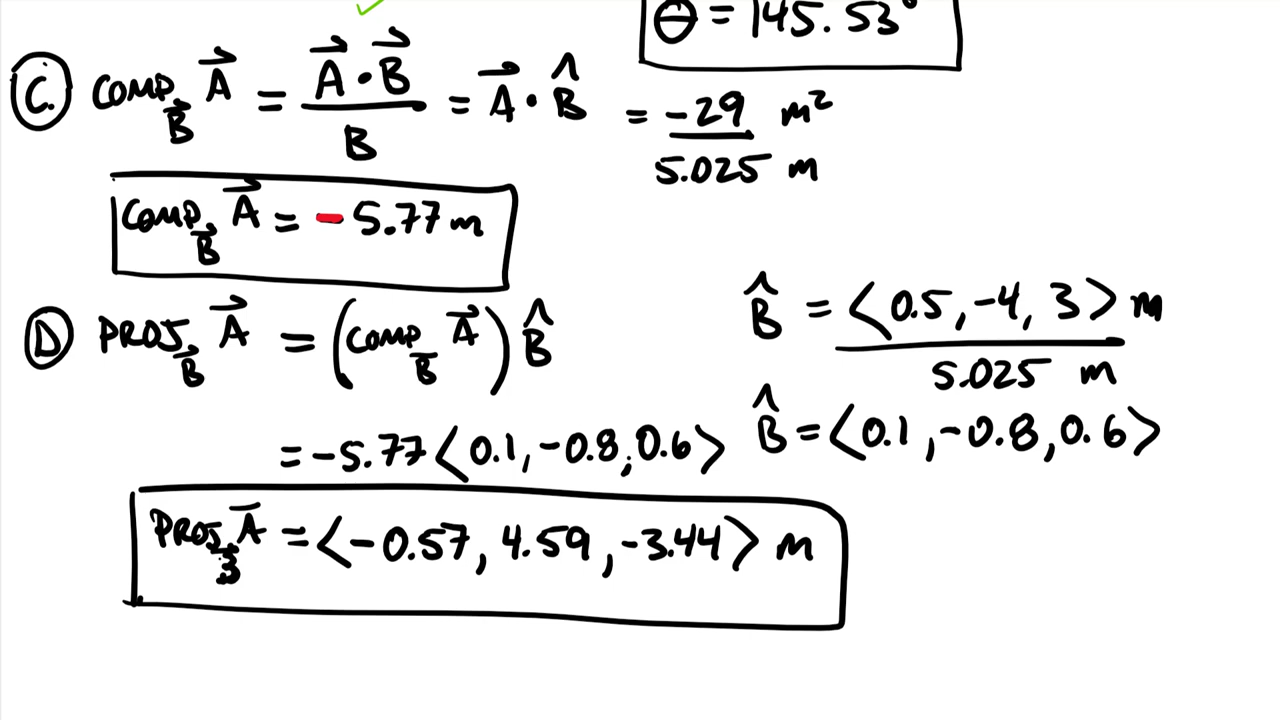 θ = 145.53°
C. COMP_B⃗ A⃗ = A⃗·B⃗ / B = A⃗·B̂ = -29 m² / 5.025 m
COMP_B⃗ A⃗ = -5.77 m
D PROJ_B⃗ A⃗ = (COMP_B A⃗) B̂
B̂ = <0.5, -4, 3> m / 5.025 m
= -5.77 <0.1, -0.8, 0.6>
B̂ = <0.1, -0.8, 0.6>
PROJ_B A = <-0.57, 4.59, -3.44> m